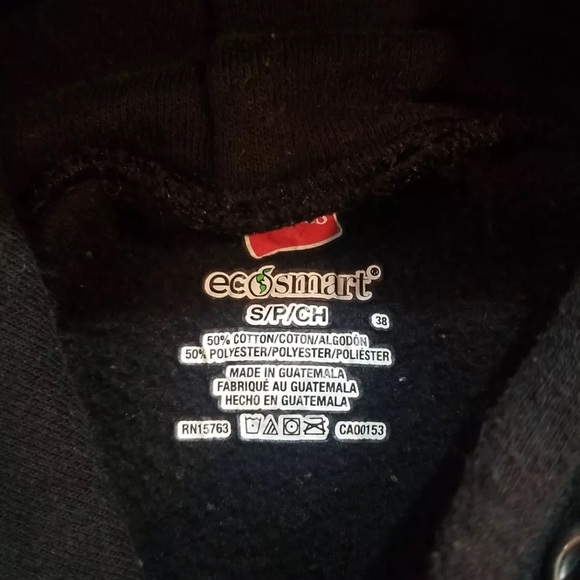 ecosmart®
S/P/CH
38
50% COTTON/COTON/ALGODÓN
50% POLYESTER/POLYESTER/POLIÉSTER
MADE IN GUATEMALA
FABRIQUÉ AU GUATEMALA
HECHO EN GUATEMALA
RN15763
CA00153